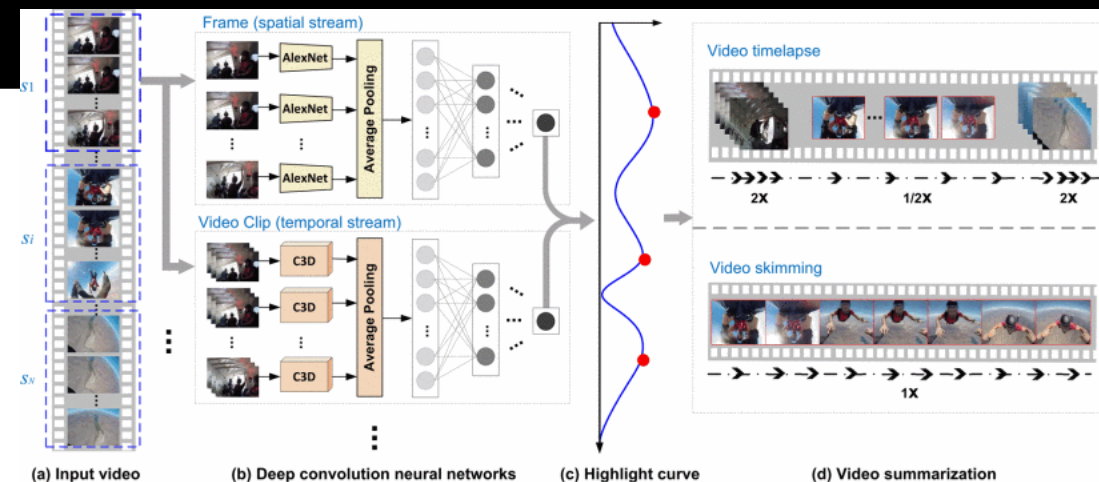 Frame (spatial stream)
S1
AlexNet
AlexNet
AlexNet
Average Pooling
Video Clip (temporal stream)
Si
C3D
C3D
C3D
Average Pooling
SN
Video timelapse
2X
1/2X
2X
Video skimming
1X
(a) Input video
(b) Deep convolution neural networks
(c) Highlight curve
(d) Video summarization